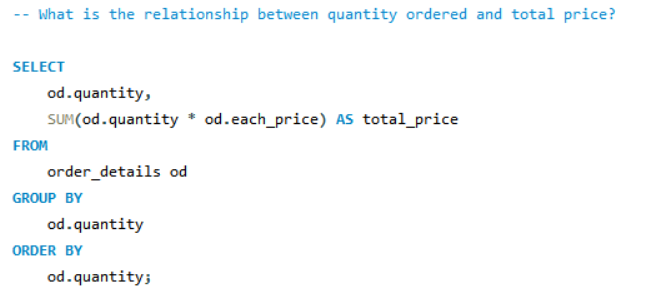 -- What is the relationship between quantity ordered and total price?
SELECT
od.quantity,
SUM(od.quantity * od.each_price) AS total_price
FROM
order_details od
GROUP BY
od.quantity
ORDER BY
od.quantity;